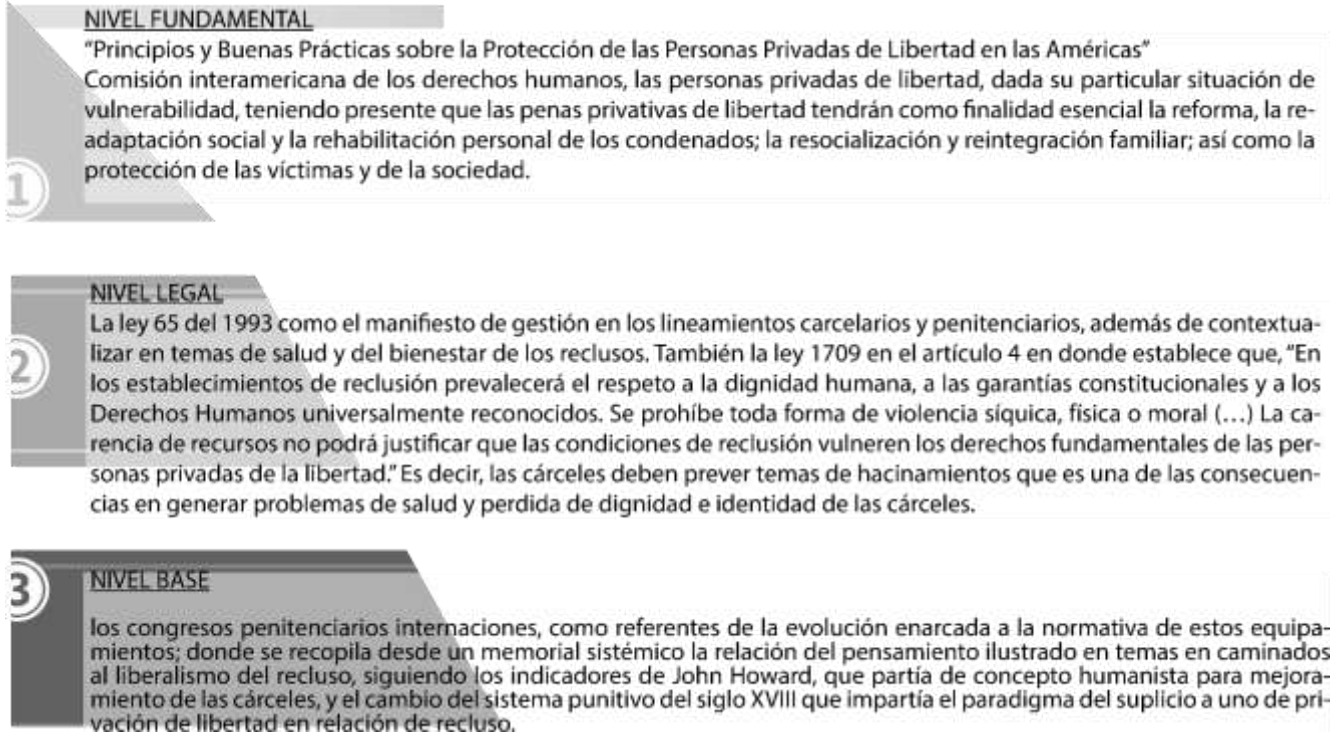 NIVEL FUNDAMENTAL
"Principios y Buenas Prácticas sobre la Protección de las Personas Privadas de Libertad en las Américas"
Comisión interamericana de los derechos humanos, las personas privadas de libertad, dada su particular situación de
vulnerabilidad, teniendo presente que las penas privativas de libertad tendrán como finalidad esencial la reforma, la re-
adaptación social y la rehabilitación personal de los condenados; la resocialización y reintegración familiar; así como la
protección de las víctimas y de la sociedad.
1
NIVEL LEGAL
La ley 65 del 1993 como el manifiesto de gestión en los lineamientos carcelarios y penitenciarios, además de contextua-
lizar en temas de salud y del bienestar de los reclusos. También la ley 1709 en el artículo 4 en donde establece que, "En
2
los establecimientos de reclusión prevalecerá el respeto a la dignidad humana, a las garantías constitucionales y a los
Derechos Humanos universalmente reconocidos. Se prohíbe toda forma de violencia síquica, física o moral (...) La ca-
rencia de recursos no podrá justificar que las condiciones de reclusión vulneren los derechos fundamentales de las per-
sonas privadas de la libertad." Es decir, las cárceles deben prever temas de hacinamientos que es una de las consecuen-
cias en generar problemas de salud y perdida de dignidad e identidad de las cárceles.
3
NIVEL BASE
los congresos penitenciarios internaciones, como referentes de la evolución enarcada a la normativa de estos equipa-
mientos; donde se recopila desde un memorial sistémico la relación del pensamiento ilustrado en temas en caminados
al liberalismo del recluso, siguiendo los indicadores de John Howard, que partía de concepto humanista para mejora-
miento de las cárceles, y el cambio del sistema punitivo del siglo XVIII que impartía el paradigma del suplicio a uno de pri-
vación de libertad en relación de recluso.